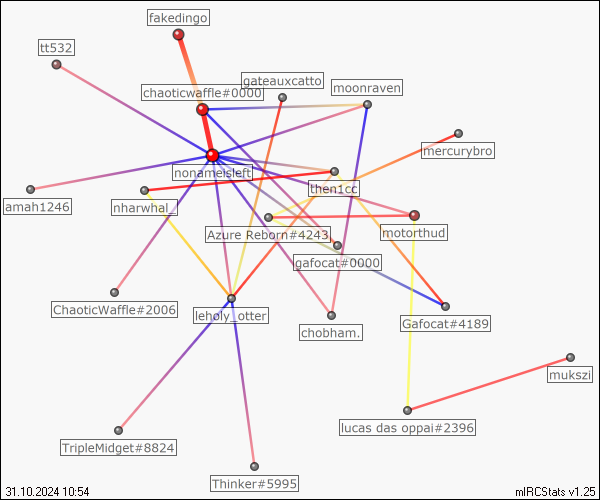 fakedingo
tt532
gateauxcatto
chaoticwaffle#0000
moonraven
mercurybro
nonameisleft
then1cc
amah1246
nharwhal_
Azure Reborn#4243
motorthud
gafocat#0000
ChaoticWaffle#2006
leholy_otter
Gafocat#4189
chobham.
mukszi
lucas das oppai#2396
TripleMidget#8824
Thinker#5995
31.10.2024 10:54
mIRCStats v1.25